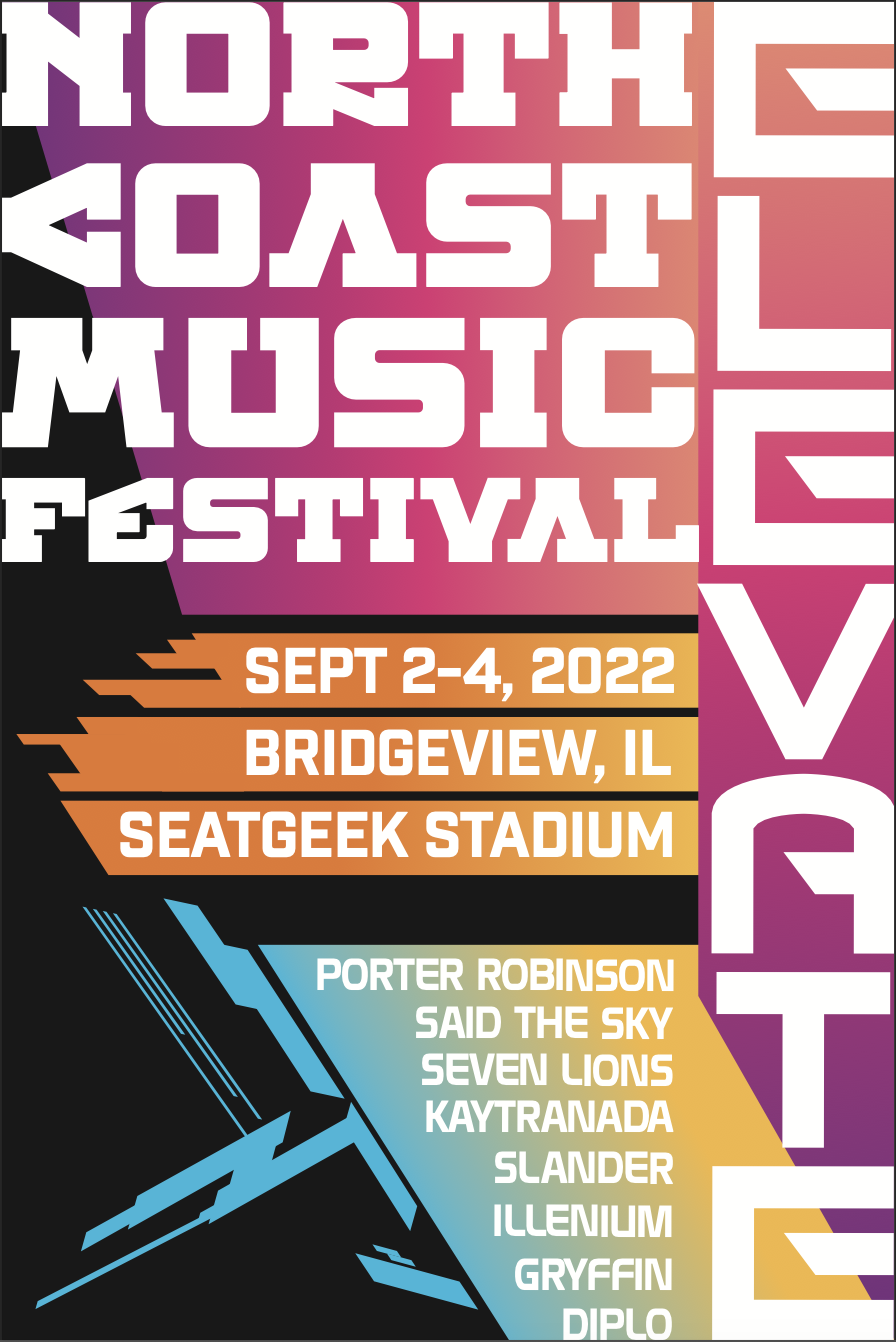 NORTH
COAST
MUSIC
FESTIVAL
ELEVATE
SEPT 2-4, 2022
BRIDGEVIEW, IL
SEATGEEK STADIUM
PORTER ROBINSON
SAID THE SKY
SEVEN LIONS
KAYTRANADA
SLANDER
ILLENIUM
GRYFFIN
DIPLO